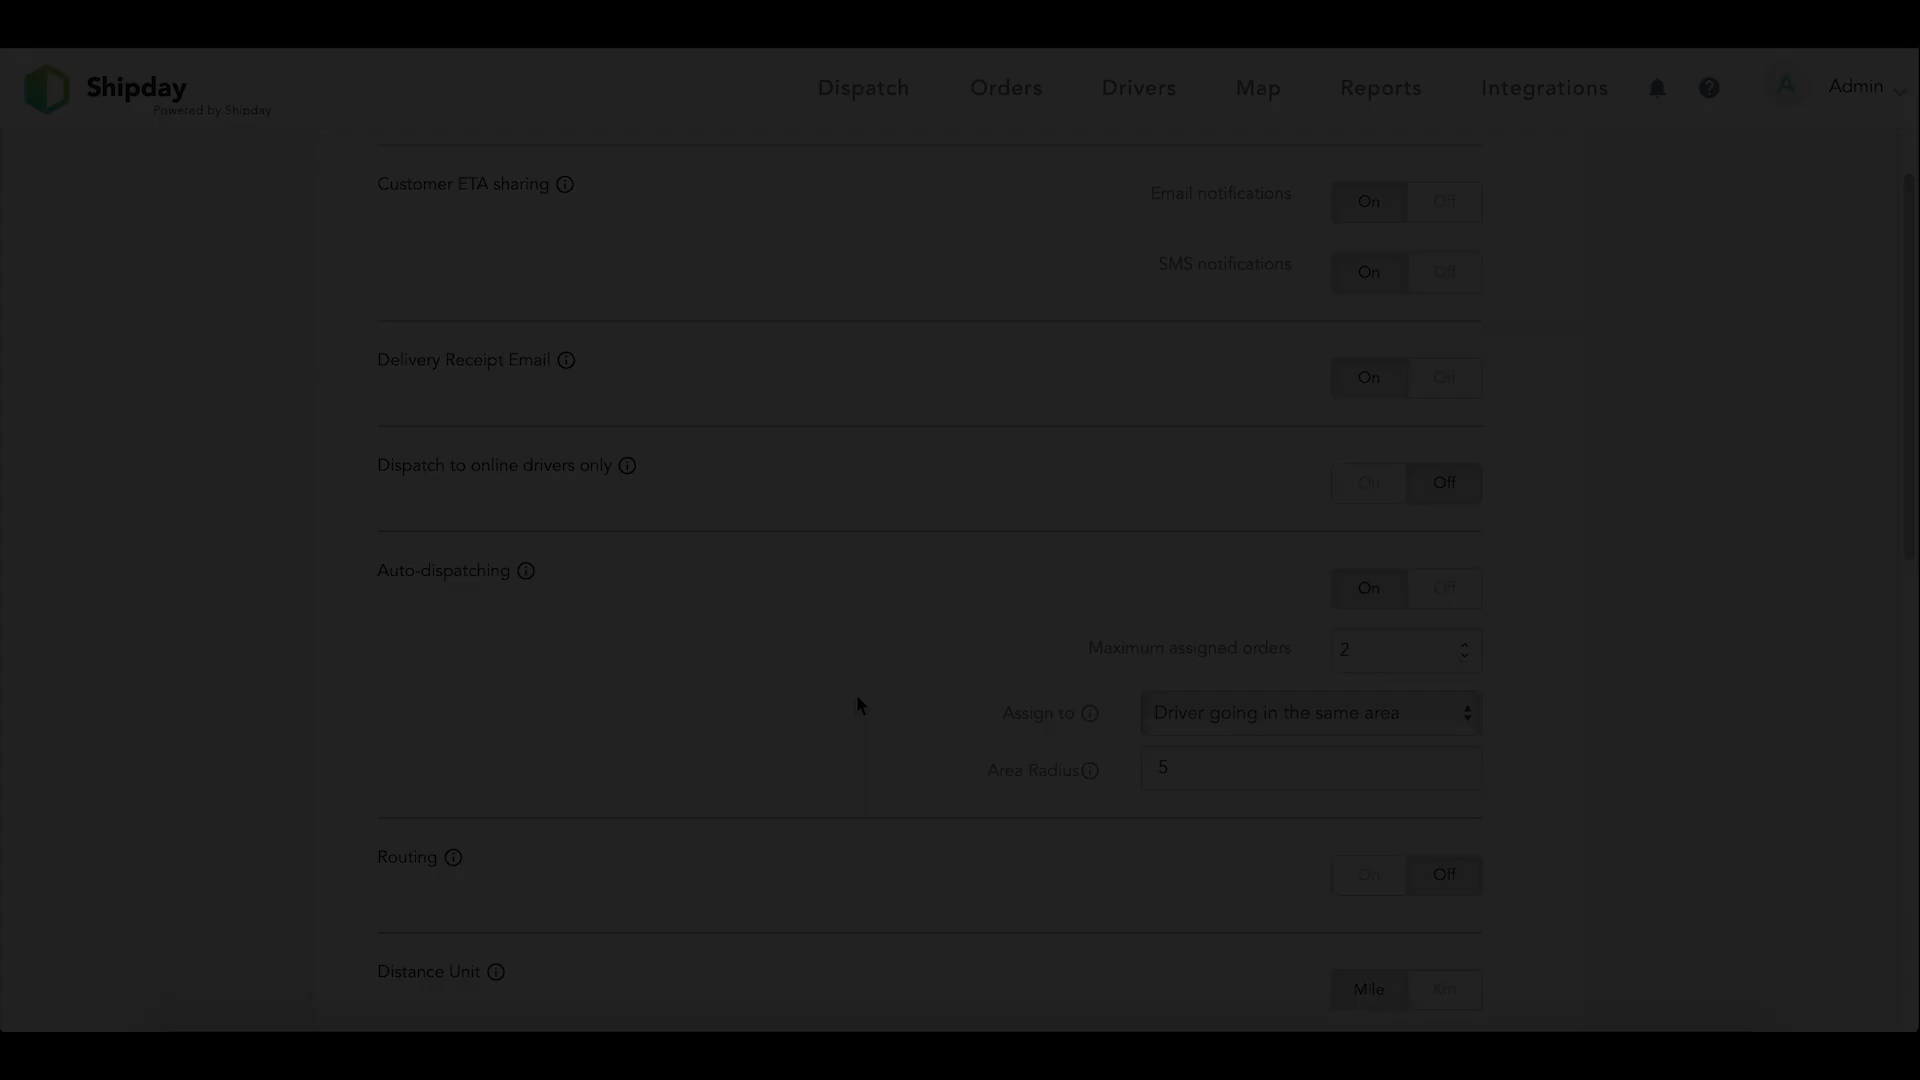 Shipday
Powered by Shipday
Dispatch Orders Drivers Map Reports Integrations ? A Admin
Customer ETA sharing
Email notifications On Off
SMS notifications On Off
Delivery Receipt Email On Off
Dispatch to online drivers only On Off
Auto-dispatching On Off
Maximum assigned orders 2
Assign to Driver going in the same area
Area Radius 5
Routing On Off
Distance Unit Mile Km